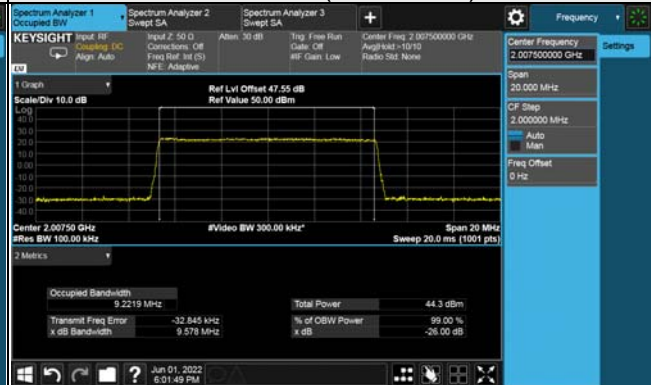 Spectrum Analyzer 1
Occupied BW
Spectrum Analyzer 2
Swept SA
Spectrum Analyzer 3
Swept SA
+
Frequency
KEYSIGHT
Input: RF
Coupling: DC
Align: Auto
Input Z: 50 Ω
Corrections: Off
Freq Ref: Int (S)
NFE: Adaptive
Atten: 30 dB
Trig: Free Run
Gate: Off
#IF Gain: Low
Center Freq: 2.007500000 GHz
Avg|Hold:>10/10
Radio Std: None
Center Frequency
2.007500000 GHz
Settings
Span
20.000 MHz
CF Step
2.000000 MHz
Auto
Man
Freq Offset
0 Hz
1 Graph
Scale/Div 10.0 dB
Ref Lvl Offset 47.55 dB
Ref Value 50.00 dBm
Log
40.0
30.0
20.0
10.0
0.00
-10.0
-20.0
-30.0
-40.0
Center 2.00750 GHz
#Res BW 100.00 kHz
#Video BW 300.00 kHz*
Span 20 MHz
Sweep 20.0 ms (1001 pts)
2 Metrics
Occupied Bandwidth
9.2219 MHz
Total Power 44.3 dBm
Transmit Freq Error -32.845 kHz
% of OBW Power 99.00 %
x dB Bandwidth 9.578 MHz
x dB -26.00 dB
?
Jun 01, 2022
6:01:49 PM